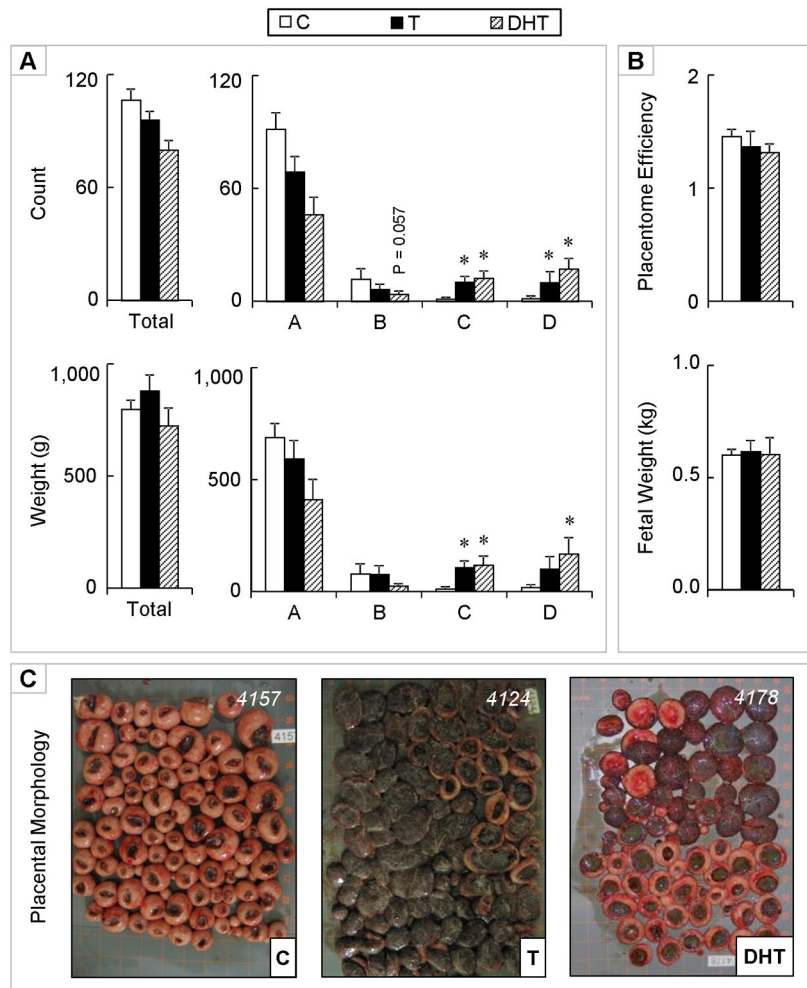 C T DHT
A
Count
120
60
0
Total
120
60
0
P = 0.057
* * * *
A B C D
Weight (g)
1,000
500
0
Total
1,000
500
0
* * *
A B C D
B
Placentome Efficiency
2
1
0
Fetal Weight (kg)
1.0
0.5
0.0
C
Placental Morphology
4157
C
4124
T
4178
DHT